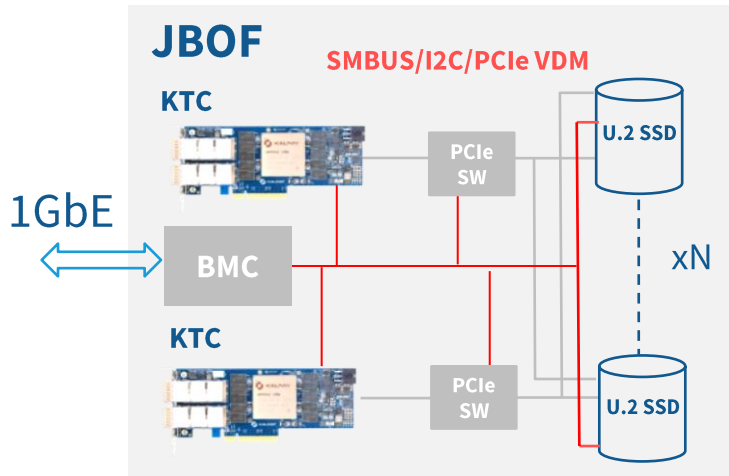 JBOF
SMBUS/I2C/PCIe VDM
KTC
PCIe
SW
U.2 SSD
1GbE
BMC
xN
KTC
PCIe
SW
U.2 SSD